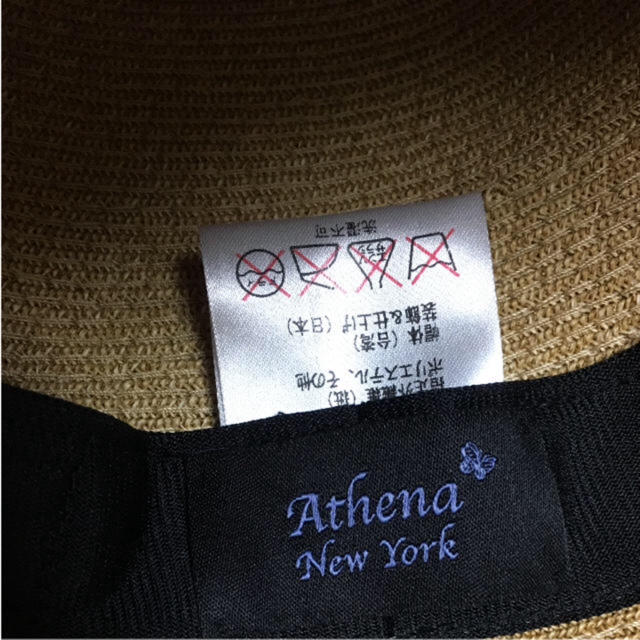 指定外繊維（紙）
ポリエステル、その他
帽体（台湾）
装飾&仕上げ（日本）
洗濯不可
Athena
New York